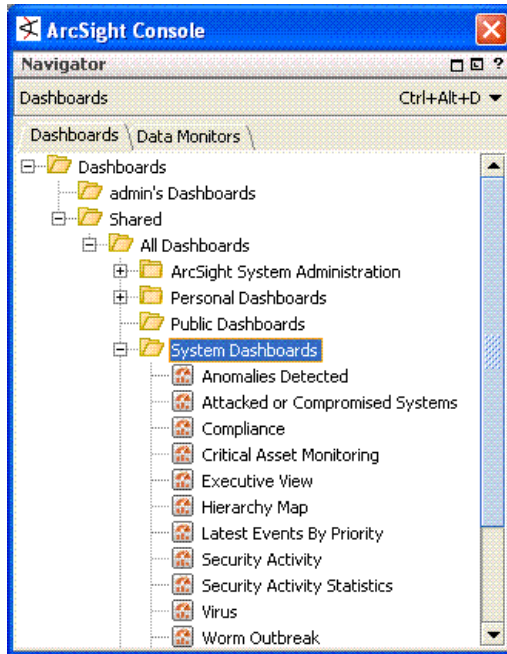 ArcSight Console
Navigator ?
Dashboards Ctrl+Alt+D
Dashboards Data Monitors
Dashboards
admin's Dashboards
Shared
All Dashboards
ArcSight System Administration
Personal Dashboards
Public Dashboards
System Dashboards
Anomalies Detected
Attacked or Compromised Systems
Compliance
Critical Asset Monitoring
Executive View
Hierarchy Map
Latest Events By Priority
Security Activity
Security Activity Statistics
Virus
Worm Outbreak